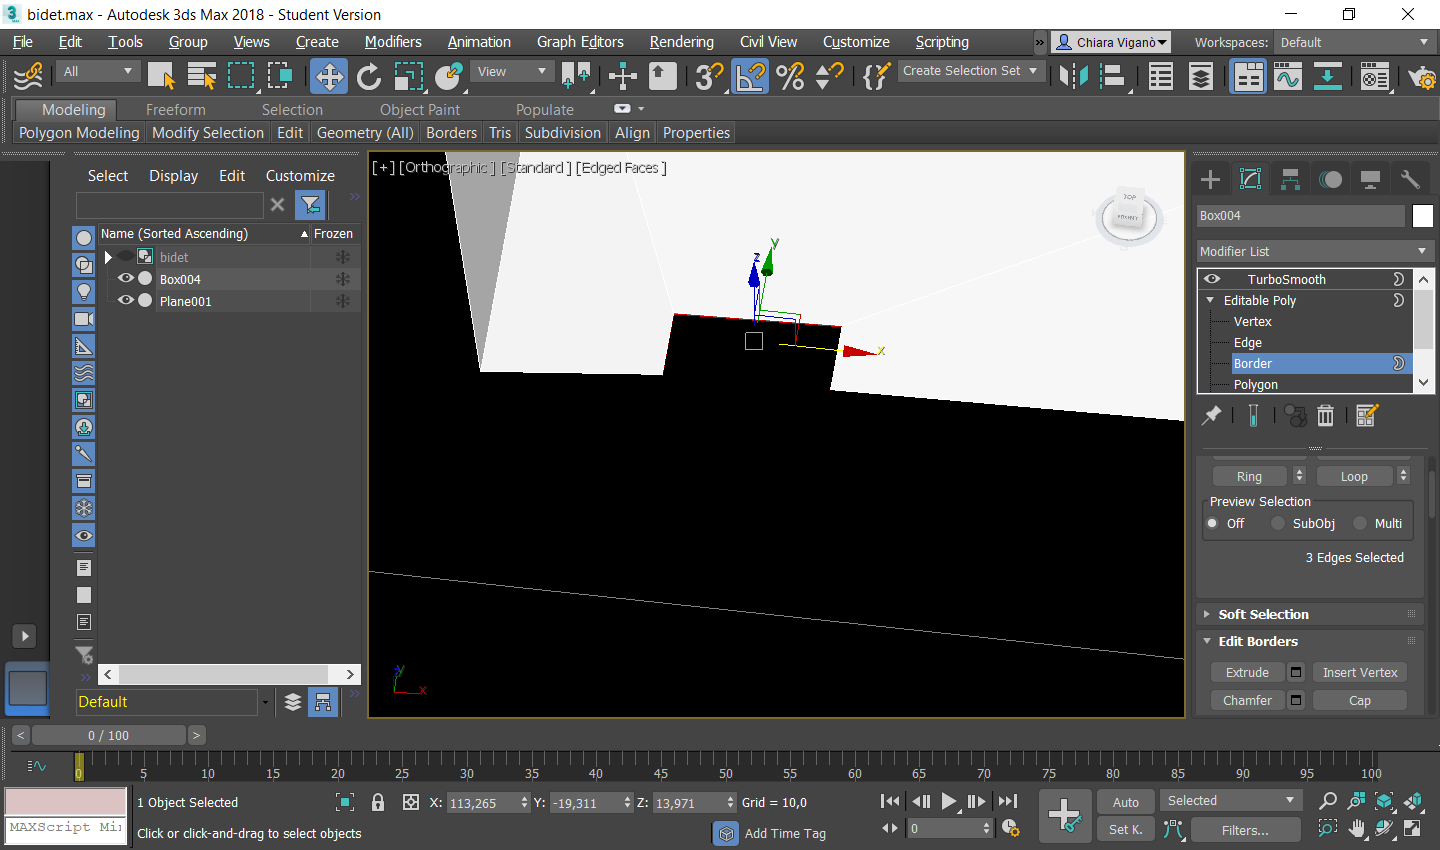 bidet.max - Autodesk 3ds Max 2018 - Student Version
File Edit Tools Group Views Create Modifiers Animation Graph Editors Rendering Civil View Customize Scripting » Chiara Viganò Workspaces: Default
All View 3 Create Selection Set
Modeling Freeform Selection Object Paint Populate
Polygon Modeling Modify Selection Edit Geometry (All) Borders Tris Subdivision Align Properties
[+] [Orthographic ] [Standard ] [Edged Faces ]
Select Display Edit Customize
Name (Sorted Ascending) Frozen
bidet
Box004
Plane001
Default
TOP
FRONT
z
y
x
y
x
Box004
Modifier List
TurboSmooth
Editable Poly
Vertex
Edge
Border
Polygon
Ring Loop
Preview Selection
Off SubObj Multi
3 Edges Selected
Soft Selection
Edit Borders
Extrude Insert Vertex
Chamfer Cap
< 0 / 100 >
0 5 10 15 20 25 30 35 40 45 50 55 60 65 70 75 80 85 90 95 100
1 Object Selected X: 113,265 Y: -19,311 Z: 13,971 Grid = 10,0 Auto Selected
MAXScript Mi
Click or click-and-drag to select objects Add Time Tag 0 Set K. Filters...